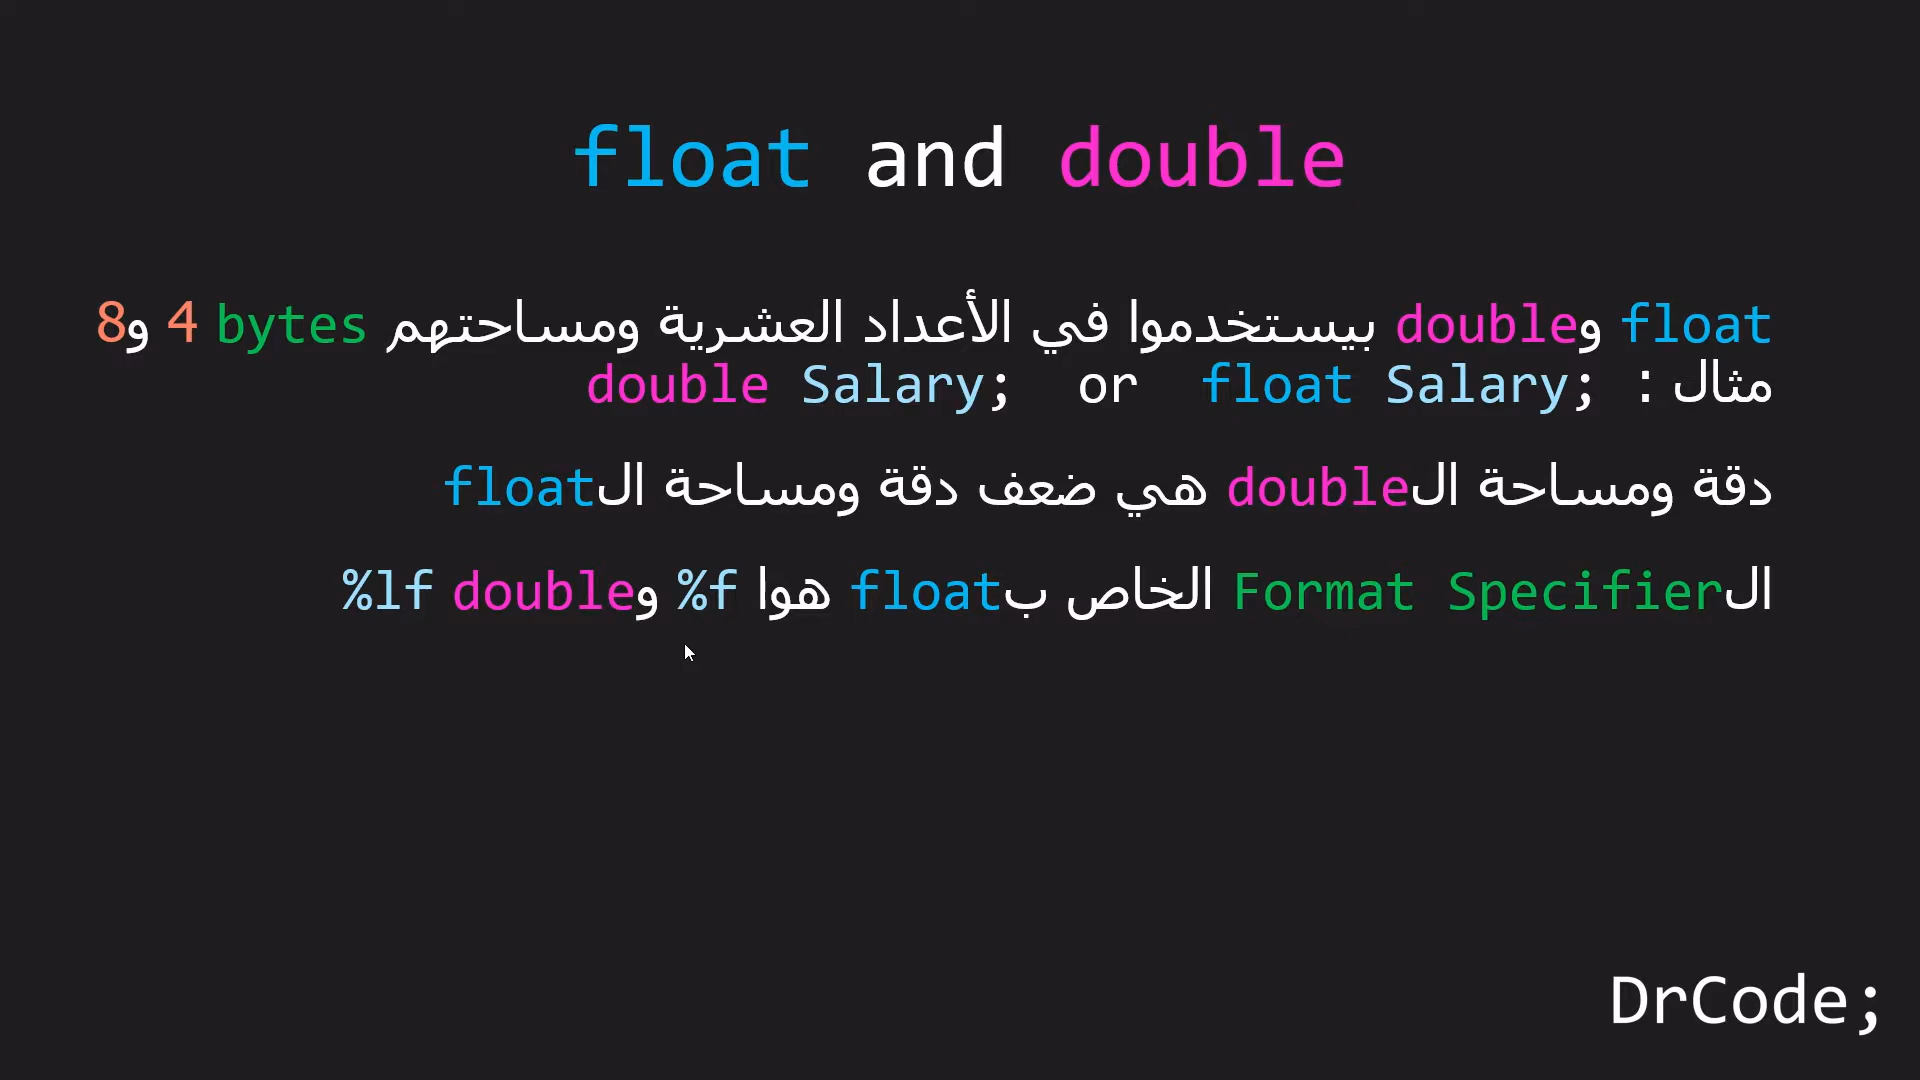 float and double
float وdouble بيستخدموا في الأعداد العشرية ومساحتهم bytes 4 و8
مثال : float Salary; or double Salary;
دقة ومساحة الdouble هي ضعف دقة ومساحة الfloat
الFormat Specifier الخاص بfloat هوا %f وdouble %lf
DrCode;